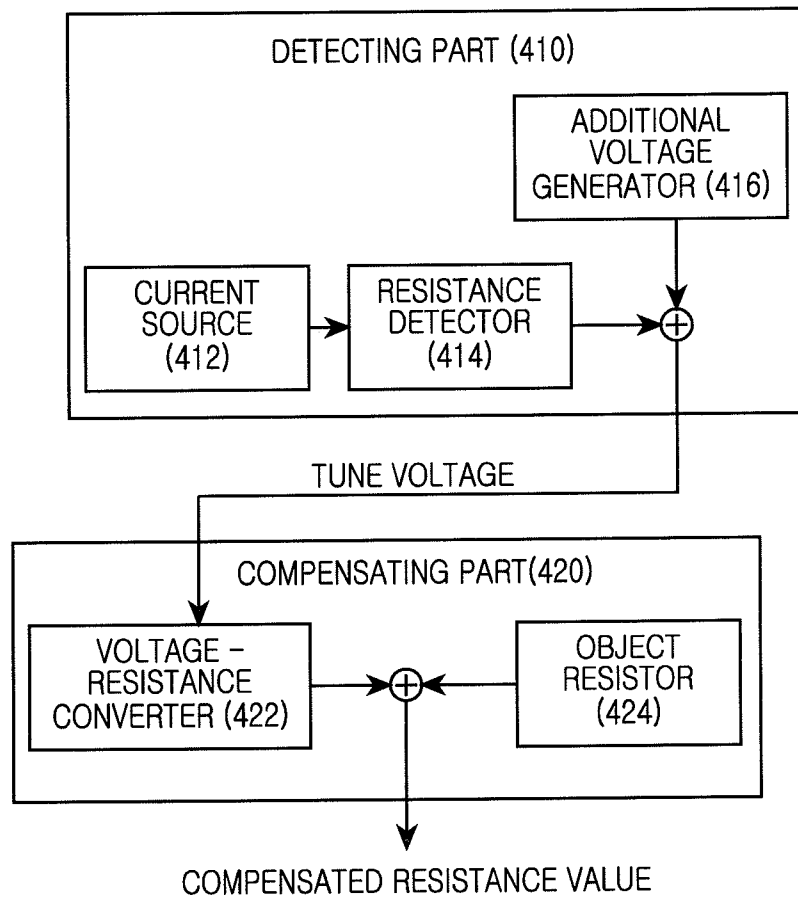 DETECTING PART (410)
ADDITIONAL
VOLTAGE
GENERATOR (416)
CURRENT
SOURCE
(412)
RESISTANCE
DETECTOR
(414)
TUNE VOLTAGE
COMPENSATING PART(420)
VOLTAGE –
RESISTANCE
CONVERTER (422)
OBJECT
RESISTOR
(424)
COMPENSATED RESISTANCE VALUE